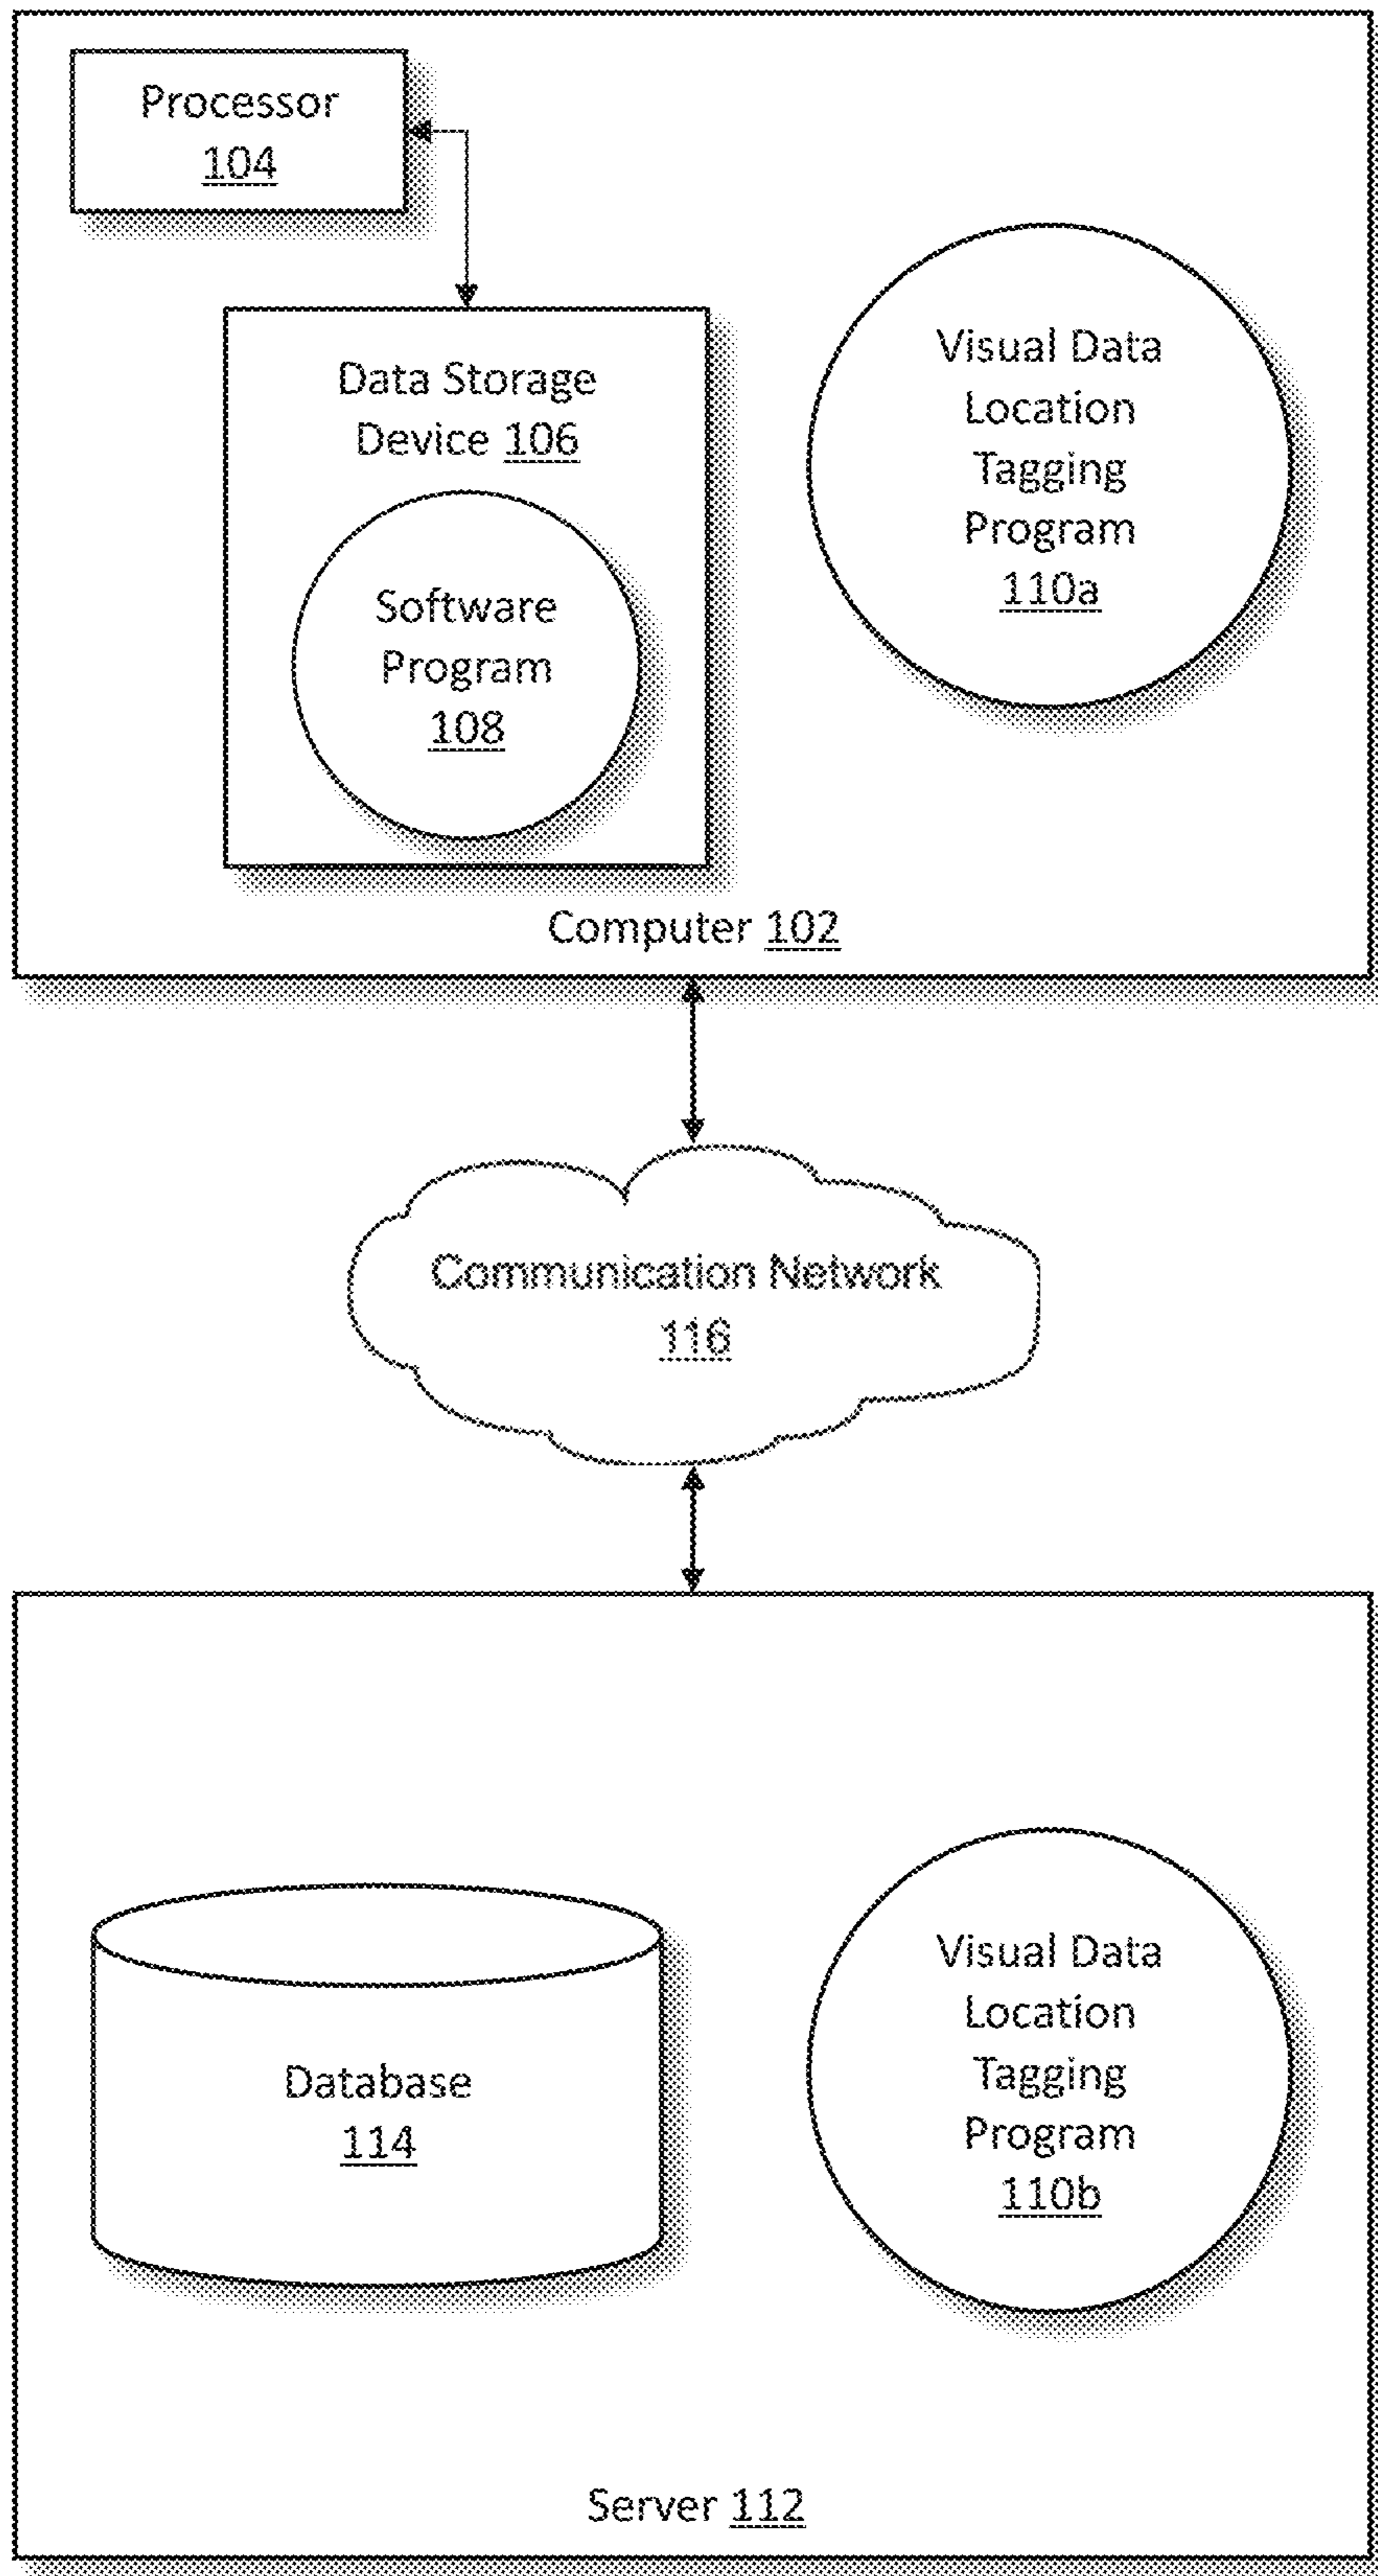 Processor
104
Data Storage
Device 106
Software
Program
108
Visual Data
Location
Tagging
Program
110a
Computer 102
Communication Network
116
Database
114
Visual Data
Location
Tagging
Program
110b
Server 112